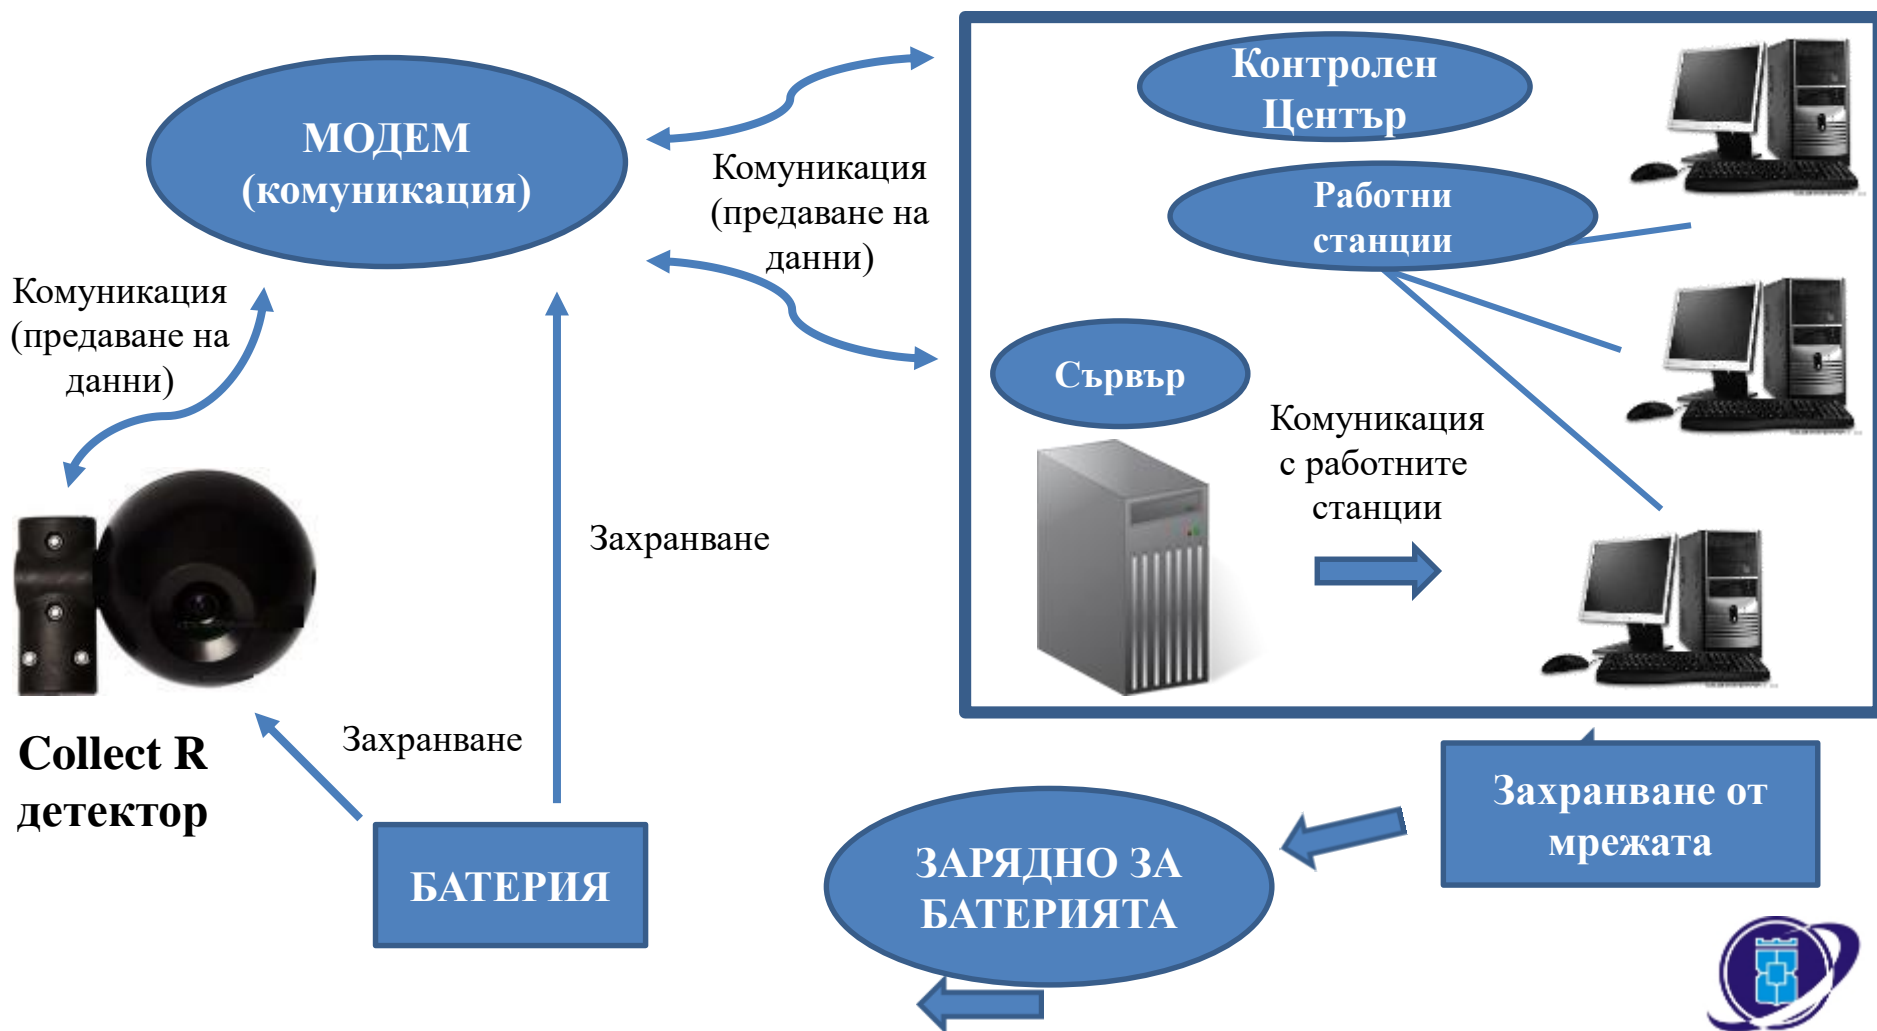 МОДЕМ
(комуникация)
Контролен
Център
Работни
станции
Комуникация
(предаване на
данни)
Комуникация
(предаване на
данни)
Сървър
Комуникация
с работните
станции
Захранване
Захранване
Collect R
детектор
БАТЕРИЯ
ЗАРЯДНО ЗА
БАТЕРИЯТА
Захранване от
мрежата